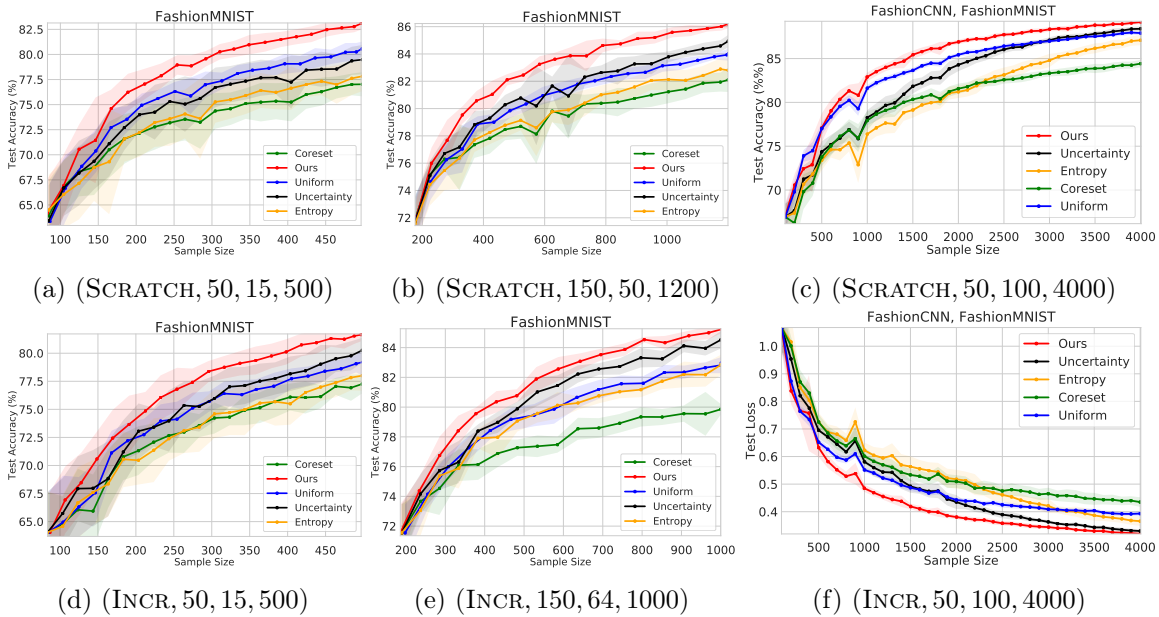 FashionMNIST
Test Accuracy (%)
82.5
80.0
77.5
75.0
72.5
70.0
67.5
65.0
100 150 200 250 300 350 400 450
Sample Size
Coreset
Ours
Uniform
Uncertainty
Entropy
(a) (SCRATCH, 50, 15, 500)
FashionMNIST
Test Accuracy (%)
86
84
82
80
78
76
74
72
200 400 600 800 1000
Sample Size
Coreset
Ours
Uniform
Uncertainty
Entropy
(b) (SCRATCH, 150, 50, 1200)
FashionCNN, FashionMNIST
Test Accuracy (%%)
85
80
75
70
500 1000 1500 2000 2500 3000 3500 4000
Sample Size
Ours
Uncertainty
Entropy
Coreset
Uniform
(c) (SCRATCH, 50, 100, 4000)
FashionMNIST
Test Accuracy (%)
80.0
77.5
75.0
72.5
70.0
67.5
65.0
100 150 200 250 300 350 400 450
Sample Size
Coreset
Ours
Uniform
Uncertainty
Entropy
(d) (INCR, 50, 15, 500)
FashionMNIST
Test Accuracy (%)
84
82
80
78
76
74
72
200 300 400 500 600 700 800 900 1000
Sample Size
Coreset
Ours
Uniform
Uncertainty
Entropy
(e) (INCR, 150, 64, 1000)
FashionCNN, FashionMNIST
Test Loss
1.0
0.9
0.8
0.7
0.6
0.5
0.4
500 1000 1500 2000 2500 3000 3500 4000
Sample Size
Ours
Uncertainty
Entropy
Coreset
Uniform
(f) (INCR, 50, 100, 4000)